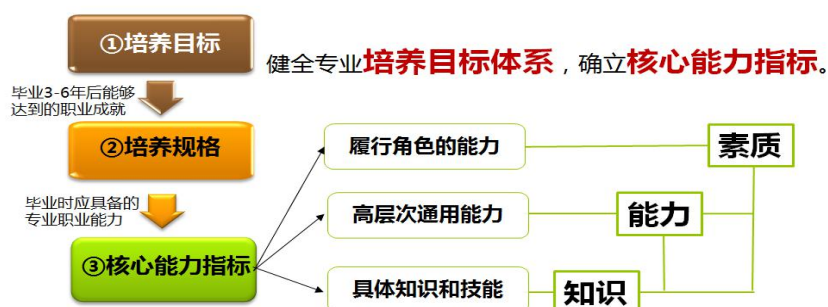 ①培养目标
健全专业培养目标体系，确立核心能力指标。
毕业3-6年后能够
达到的职业成就
②培养规格
履行角色的能力
素质
毕业时应具备的
专业职业能力
高层次通用能力
能力
③核心能力指标
具体知识和技能
知识